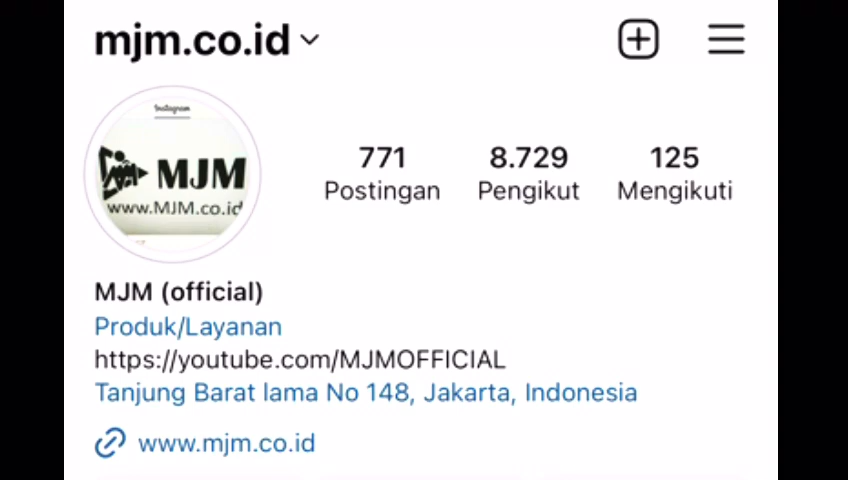 mjm.co.id
Instagram
MJM
www.MJM.co.id
771
8.729
125
Postingan
Pengikut
Mengikuti
MJM (official)
Produk/Layanan
https://youtube.com/MJMOFFICIAL
Tanjung Barat lama No 148, Jakarta, Indonesia
www.mjm.co.id